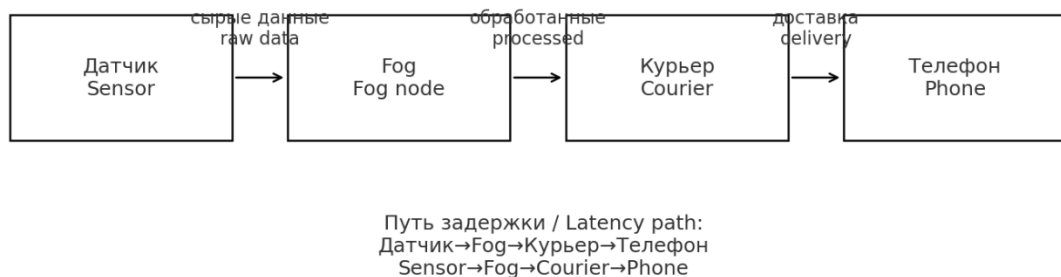 сырые данные
raw data
обработанные
processed
доставка
delivery
Датчик
Sensor
Fog
Fog node
Курьер
Courier
Телефон
Phone
Путь задержки / Latency path:
Датчик→Fog→Курьер→Телефон
Sensor→Fog→Courier→Phone